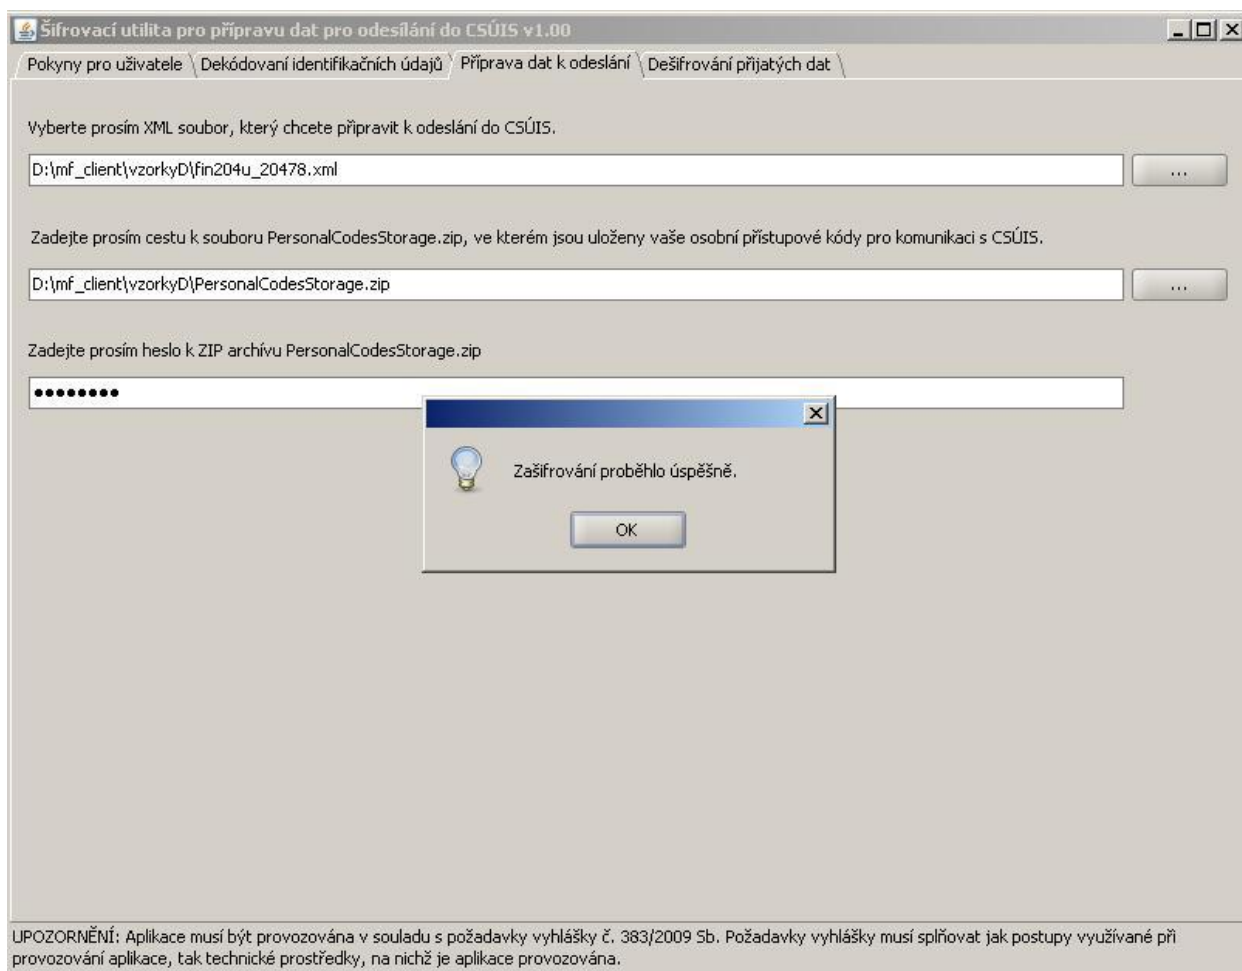 Šifrovací utilita pro přípravu dat pro odesílání do CSÚIS v1.00
Pokyny pro uživatele Dekódovaní identifikačních údajů Příprava dat k odeslání Dešifrování přijatých dat
Vyberte prosím XML soubor, který chcete připravit k odeslání do CSÚIS.
D:\mf_client\vzorkyD\fin204u_20478.xml
...
Zadejte prosím cestu k souboru PersonalCodesStorage.zip, ve kterém jsou uloženy vaše osobní přístupové kódy pro komunikaci s CSÚIS.
D:\mf_client\vzorkyD\PersonalCodesStorage.zip
...
Zadejte prosím heslo k ZIP archívu PersonalCodesStorage.zip
••••••••
Zašifrování proběhlo úspěšně.
OK
UPOZORNĚNÍ: Aplikace musí být provozována v souladu s požadavky vyhlášky č. 383/2009 Sb. Požadavky vyhlášky musí splňovat jak postupy využívané při
provozování aplikace, tak technické prostředky, na nichž je aplikace provozována.